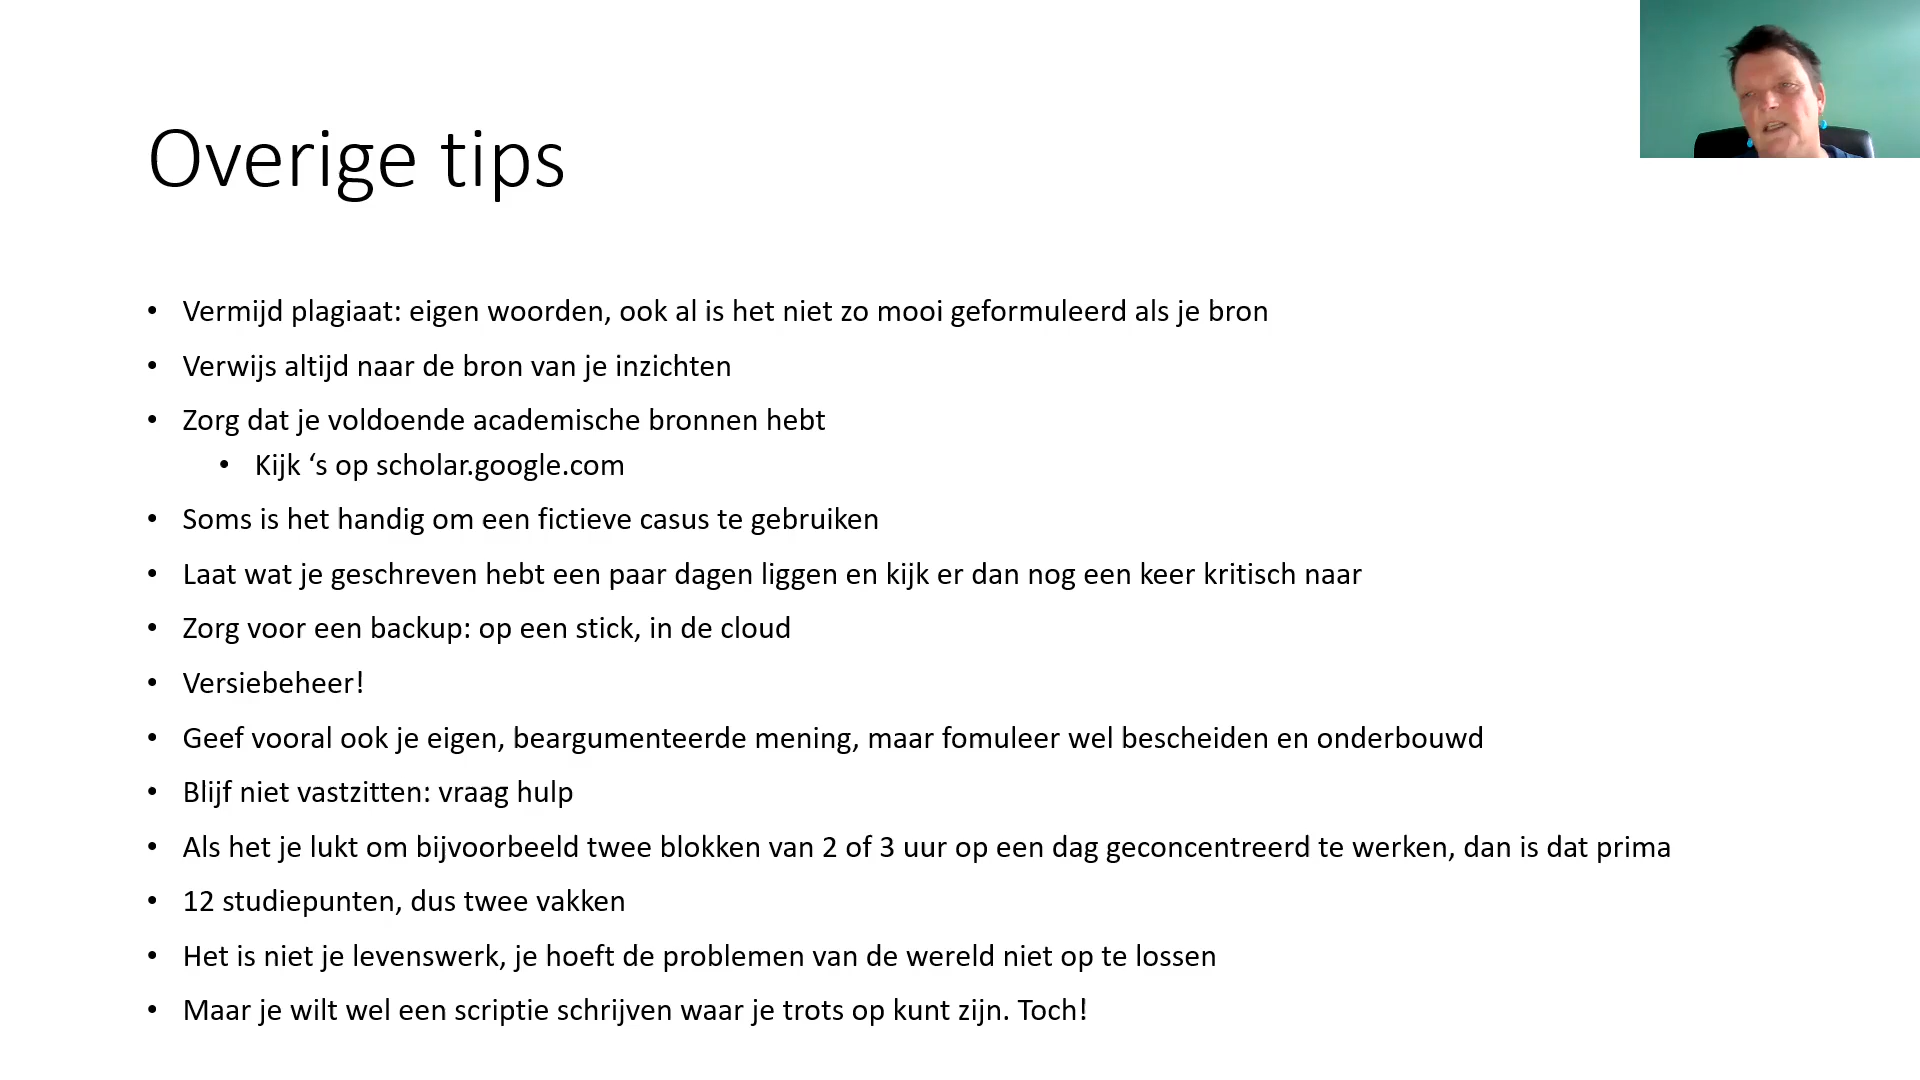 Overige tips
• Vermijd plagiaat: eigen woorden, ook al is het niet zo mooi geformuleerd als je bron
• Verwijs altijd naar de bron van je inzichten
• Zorg dat je voldoende academische bronnen hebt
• Kijk ‘s op scholar.google.com
• Soms is het handig om een fictieve casus te gebruiken
• Laat wat je geschreven hebt een paar dagen liggen en kijk er dan nog een keer kritisch naar
• Zorg voor een backup: op een stick, in de cloud
• Versiebeheer!
• Geef vooral ook je eigen, beargumenteerde mening, maar fomuleer wel bescheiden en onderbouwd
• Blijf niet vastzitten: vraag hulp
• Als het je lukt om bijvoorbeeld twee blokken van 2 of 3 uur op een dag geconcentreerd te werken, dan is dat prima
• 12 studiepunten, dus twee vakken
• Het is niet je levenswerk, je hoeft de problemen van de wereld niet op te lossen
• Maar je wilt wel een scriptie schrijven waar je trots op kunt zijn. Toch!